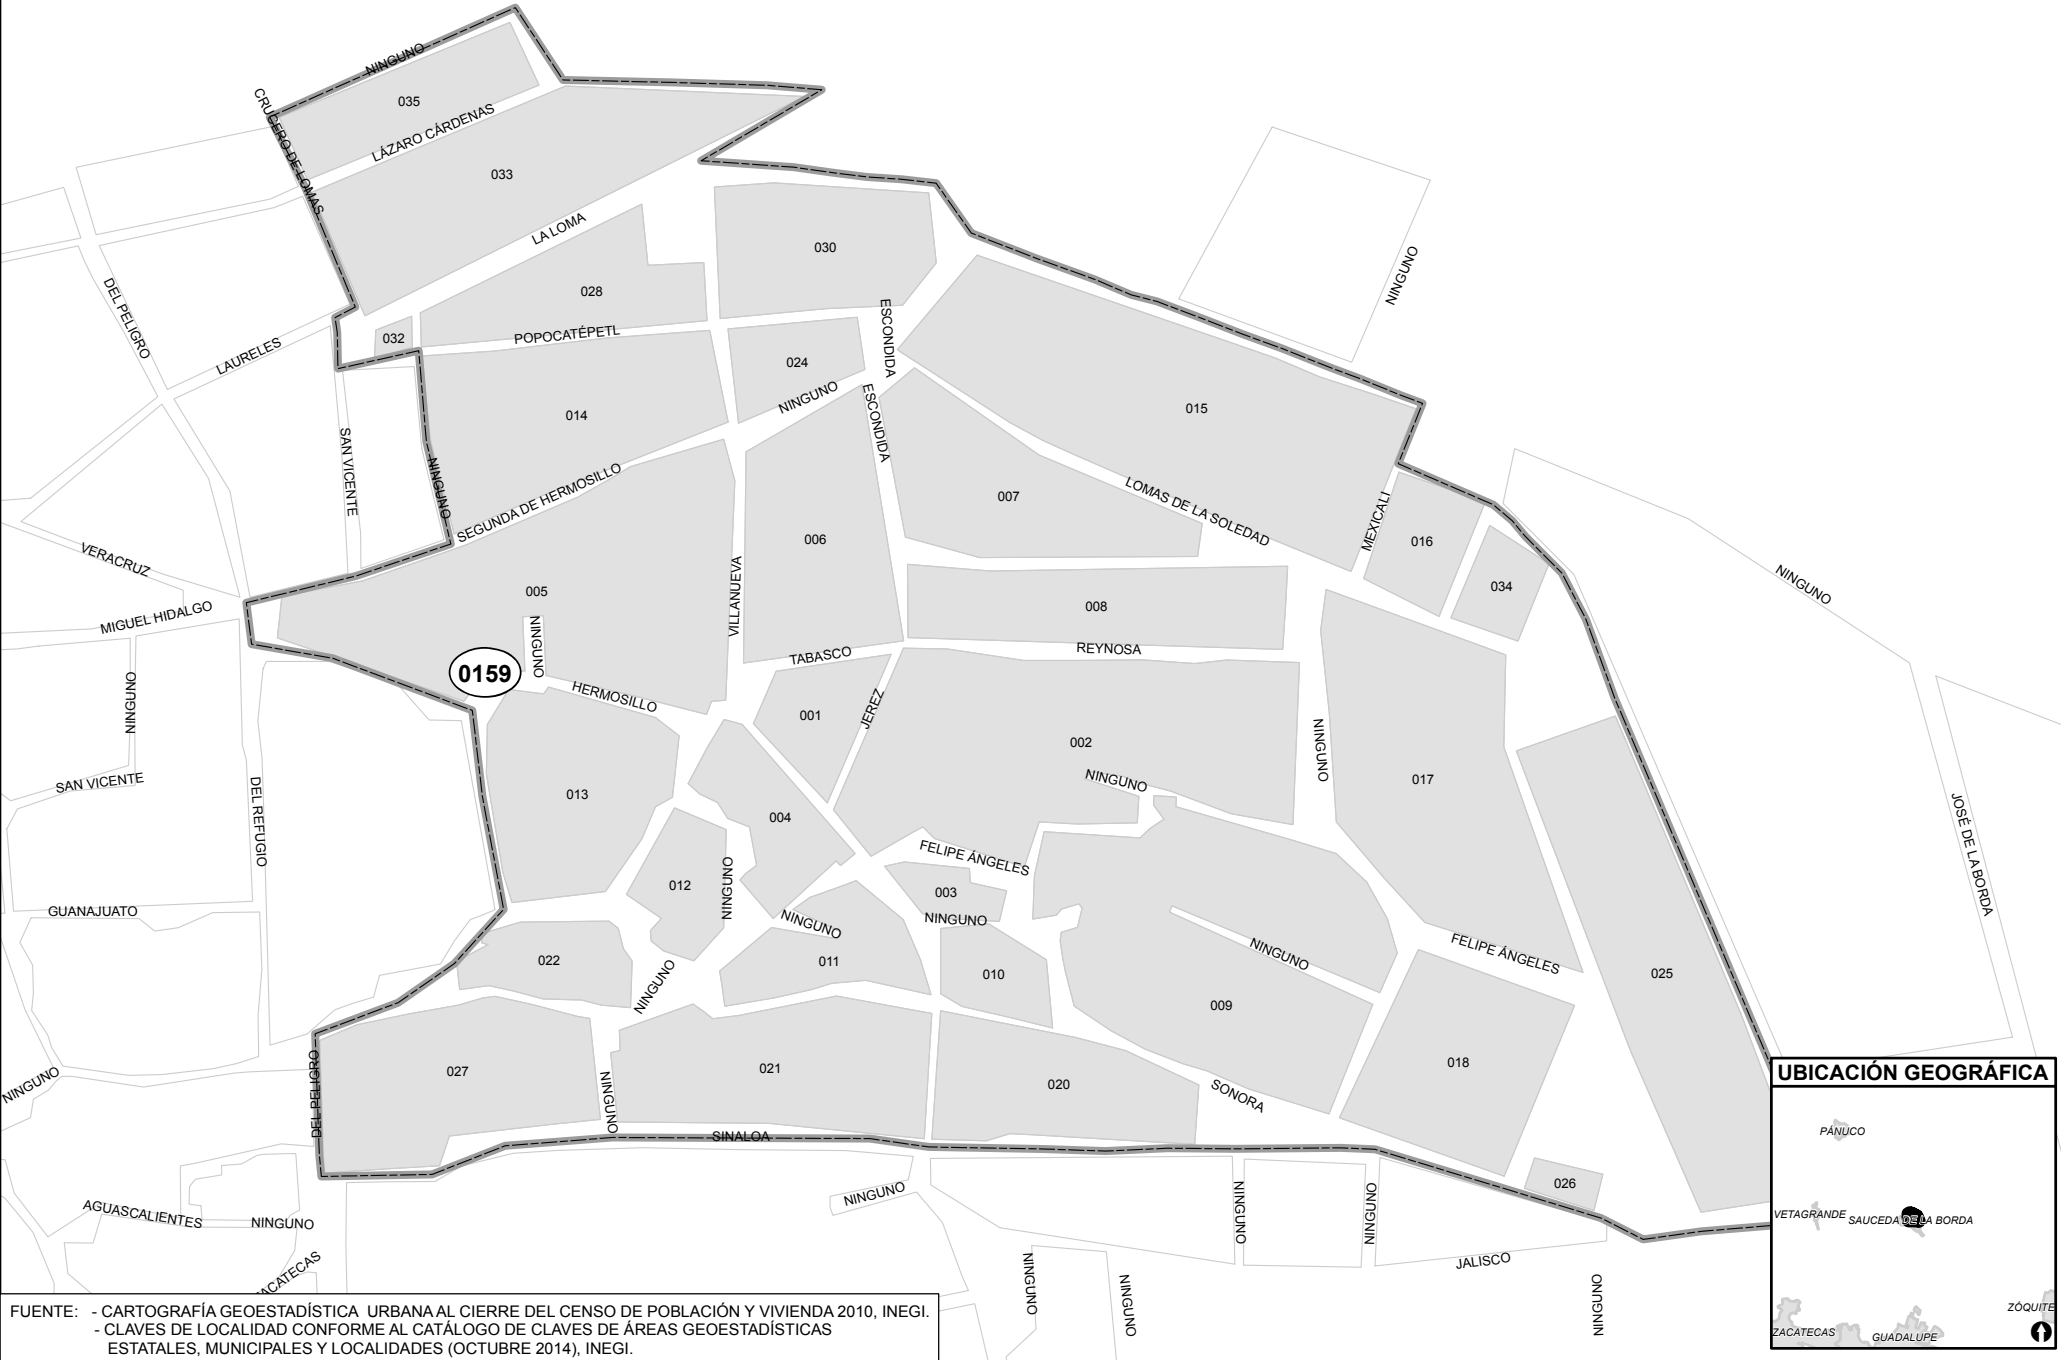 NINGUNO
035
CRUCERO DE LOMAS
LÁZARO CÁRDENAS
033
LA LOMA
030
NINGUNO
DEL PELIGRO
028
ESCONDIDA
POPOCATÉPETL
032
LAURELES
024
NINGUNO
014
015
ESCONDIDA
SAN VICENTE
NINGUNO
SEGUNDA DE HERMOSILLO
007
LOMAS DE LA SOLEDAD
MEXICALI
016
006
VERACRUZ
034
NINGUNO
005
VILLANUEVA
008
MIGUEL HIDALGO
NINGUNO
TABASCO
REYNOSA
0159
HERMOSILLO
NINGUNO
001
JEREZ
002
NINGUNO
NINGUNO
017
SAN VICENTE
013
DEL REFUGIO
004
JOSÉ DE LA BORDA
FELIPE ÁNGELES
012
NINGUNO
003
GUANAJUATO
NINGUNO
NINGUNO
NINGUNO
FELIPE ÁNGELES
022
011
010
025
NINGUNO
009
018
027
021
020
DEL PELIGRO
NINGUNO
NINGUNO
SONORA
SINALOA
026
NINGUNO
NINGUNO
NINGUNO
AGUASCALIENTES
NINGUNO
JALISCO
NINGUNO
NINGUNO
NINGUNO
UBICACIÓN GEOGRÁFICA
PÁNUCO
VETAGRANDE
SAUCEDA DE LA BORDA
ZÓQUITE
ZACATECAS
GUADALUPE
FUENTE: - CARTOGRAFÍA GEOESTADÍSTICA URBANA AL CIERRE DEL CENSO DE POBLACIÓN Y VIVIENDA 2010, INEGI.
- CLAVES DE LOCALIDAD CONFORME AL CATÁLOGO DE CLAVES DE ÁREAS GEOESTADÍSTICAS
ESTATALES, MUNICIPALES Y LOCALIDADES (OCTUBRE 2014), INEGI.